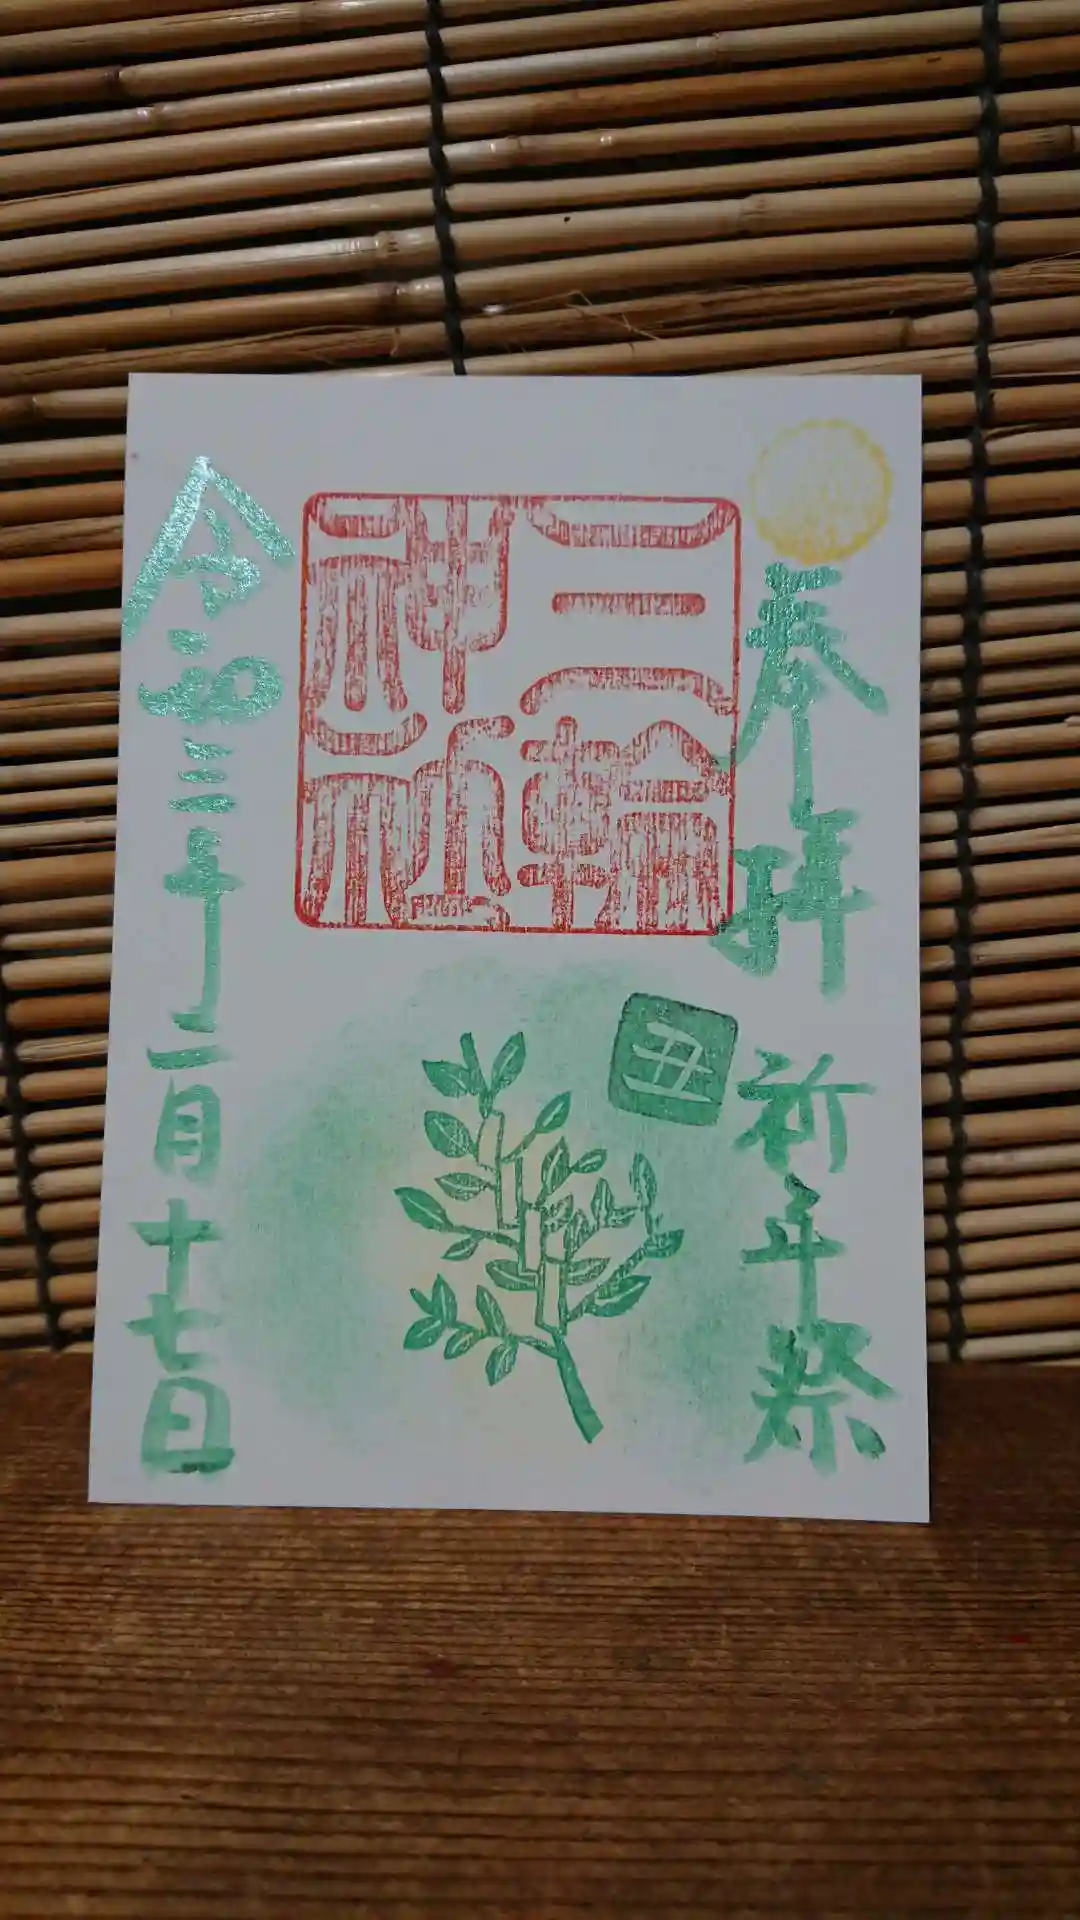 奉拝 祈年祭
三輪
神社
丑
令和三年二月十七日